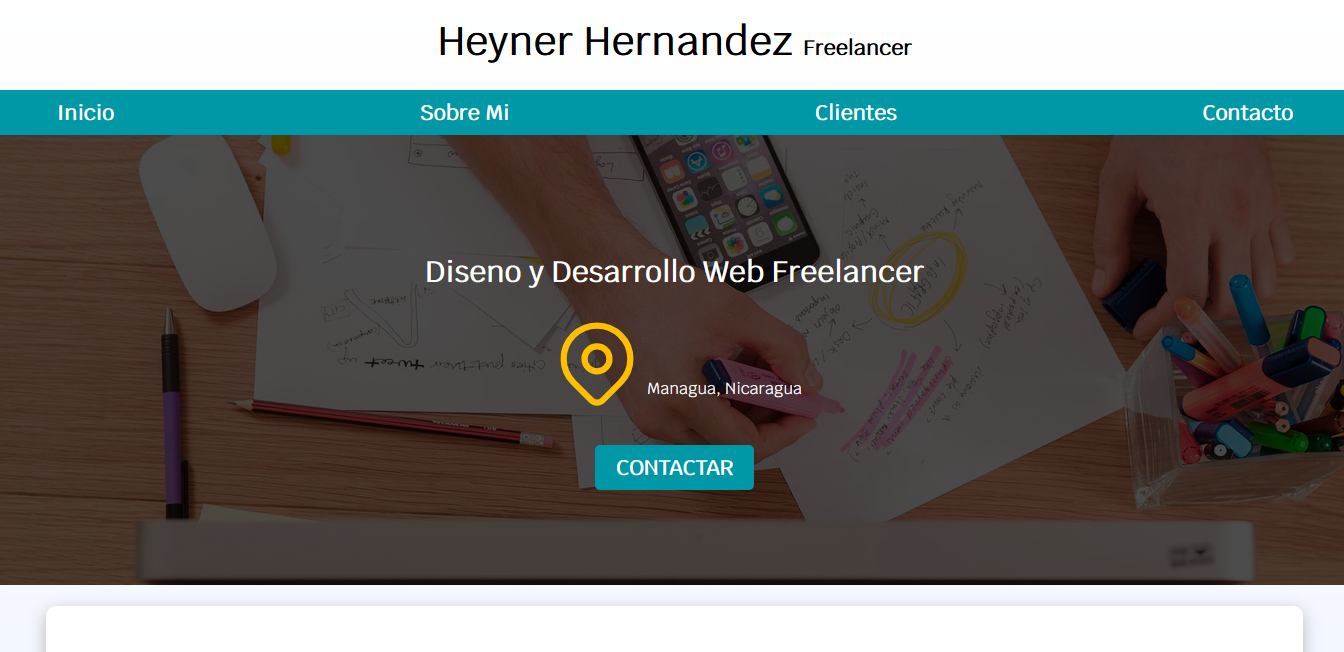 Heyner Hernandez Freelancer
Inicio Sobre Mi Clientes Contacto
Diseno y Desarrollo Web Freelancer
Managua, Nicaragua
CONTACTAR